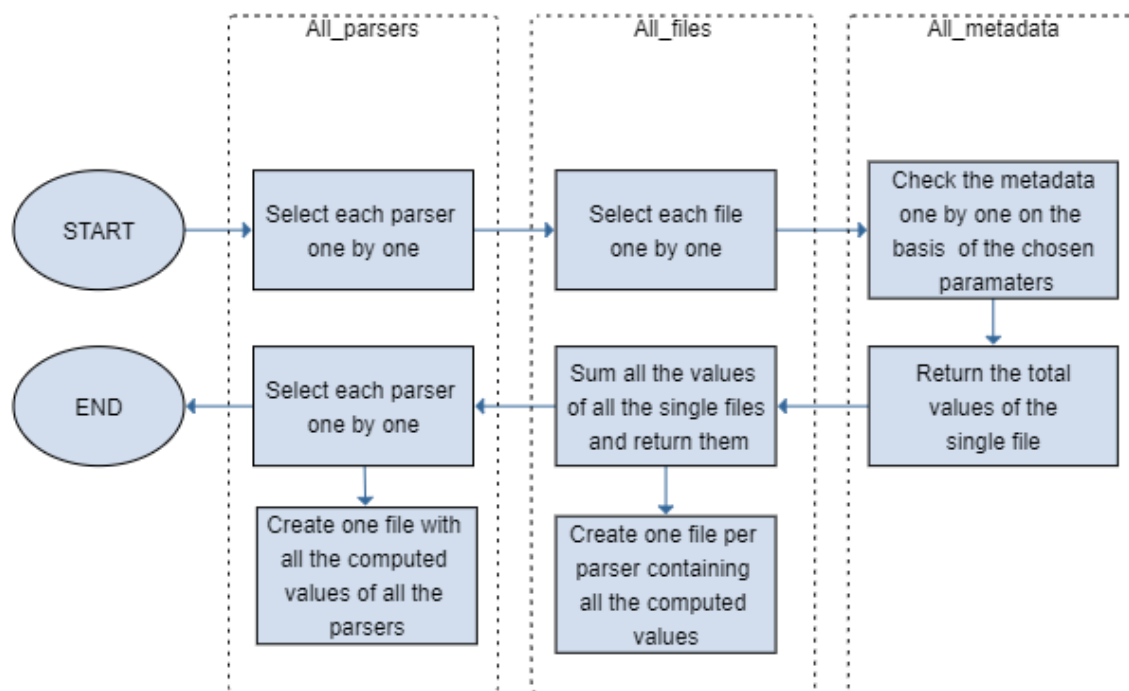 All_parsers
All_files
All_metadata
START
Select each parser
one by one
Select each file
one by one
Check the metadata
one by one on the
basis of the chosen
paramaters
END
Select each parser
one by one
Sum all the values
of all the single files
and return them
Return the total
values of the
single file
Create one file with
all the computed
values of all the
parsers
Create one file per
parser containing
all the computed
values